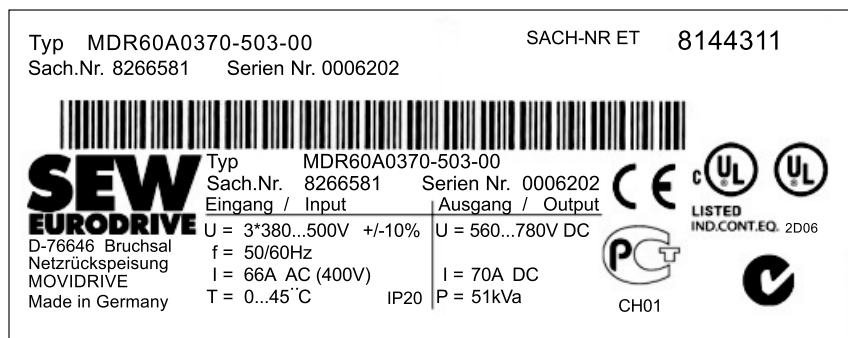 Typ MDR60A0370-503-00 SACH-NR ET 8144311
Sach.Nr. 8266581 Serien Nr. 0006202
SEW
EURODRIVE
D-76646 Bruchsal
Netzrückspeisung
MOVIDRIVE
Made in Germany
Typ MDR60A0370-503-00
Sach.Nr. 8266581 Serien Nr. 0006202
Eingang / Input Ausgang / Output
U = 3*380...500V +/-10% U = 560...780V DC
f = 50/60Hz
I = 66A AC (400V) I = 70A DC
T = 0...45¨C IP20 P = 51kVa
CE
c UL UL
LISTED
IND.CONT.EQ. 2D06
РСТ
CH01